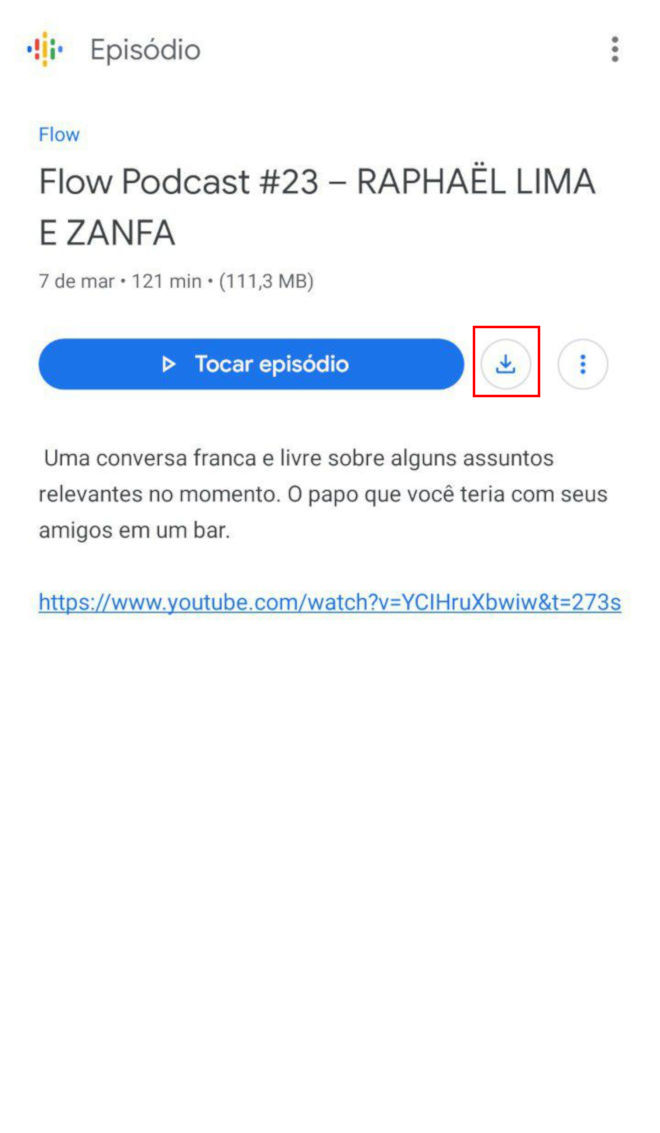 Episódio
Flow
Flow Podcast #23 – RAPHAËL LIMA
E ZANFA
7 de mar • 121 min • (111,3 MB)
Tocar episódio
Uma conversa franca e livre sobre alguns assuntos
relevantes no momento. O papo que você teria com seus
amigos em um bar.
https://www.youtube.com/watch?v=YCIHruXbwiw&t=273s